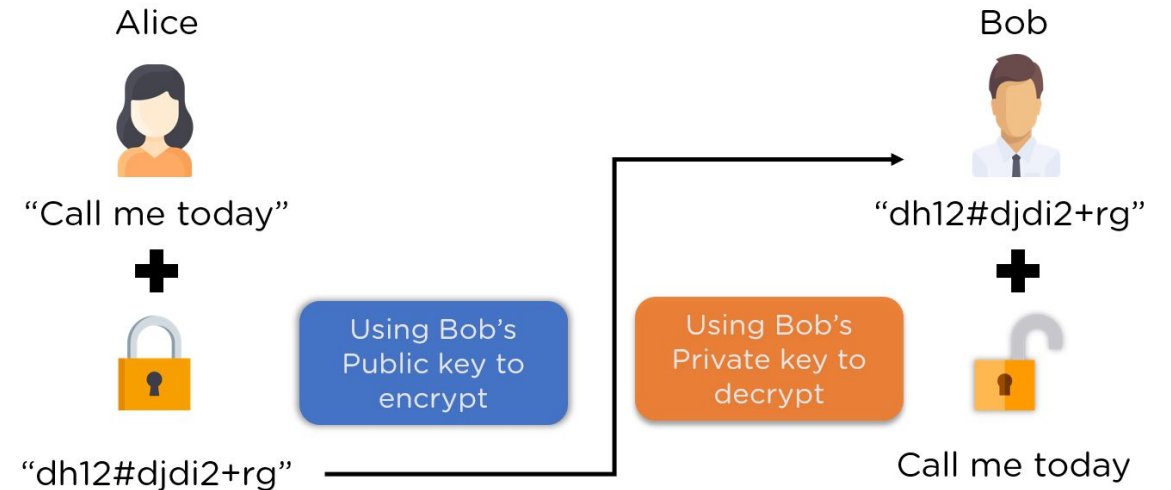 Alice
“Call me today”
Using Bob’s
Public key to
encrypt
“dh12#djdi2+rg”
Bob
“dh12#djdi2+rg”
Using Bob’s
Private key to
decrypt
Call me today